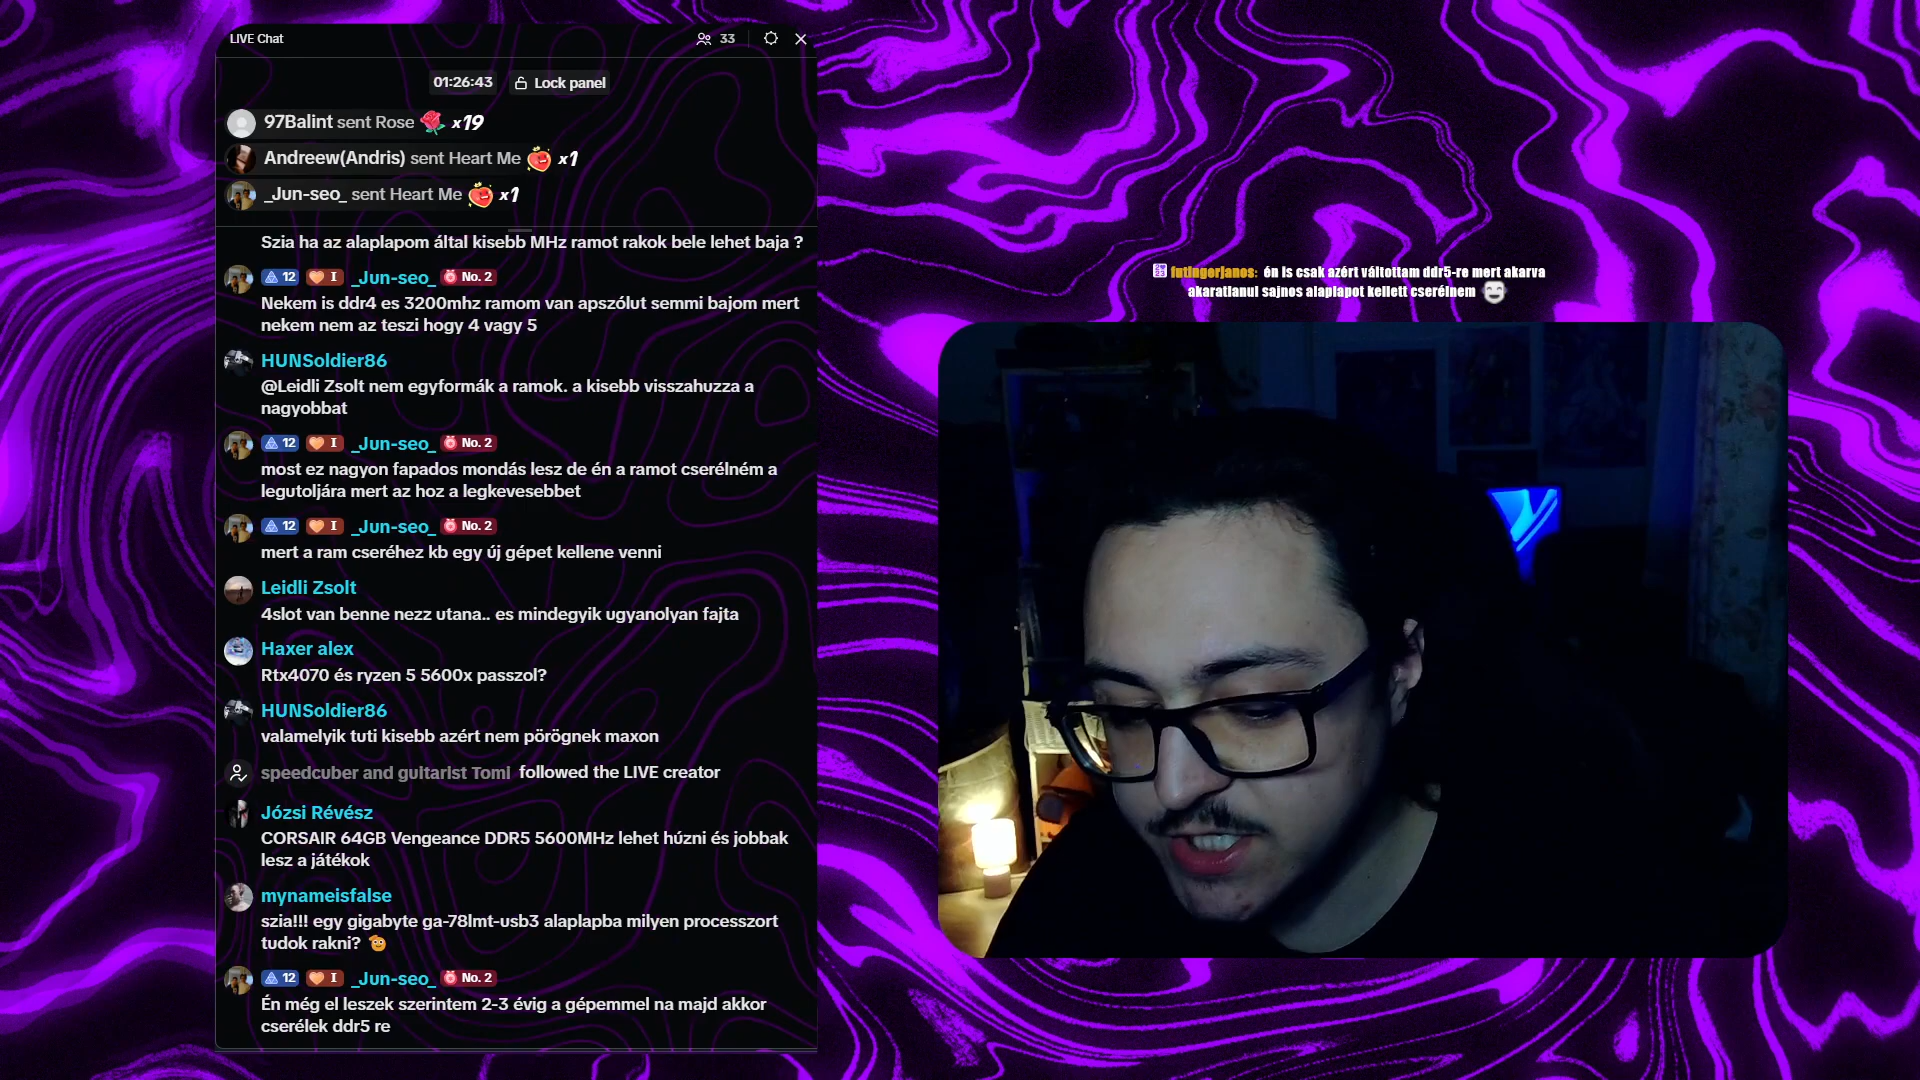 LIVE Chat
33
01:26:43
Lock panel
97Balint sent Rose x19
Andreew(Andris) sent Heart Me x1
_Jun-seo_ sent Heart Me x1
Szia ha az alaplapom által kisebb MHz ramot rakok bele lehet baja ?
12 I _Jun-seo_ No. 2
Nekem is ddr4 es 3200mhz ramom van apszólut semmi bajom mert
nekem nem az teszi hogy 4 vagy 5
HUNSoldier86
@Leidli Zsolt nem egyformák a ramok. a kisebb visszahuzza a
nagyobbat
12 I _Jun-seo_ No. 2
most ez nagyon fapados mondás lesz de én a ramot cserélném a
legutoljára mert az hoz a legkevesebbet
12 I _Jun-seo_ No. 2
mert a ram cseréhez kb egy új gépet kellene venni
Leidli Zsolt
4slot van benne nezz utana.. es mindegyik ugyanolyan fajta
Haxer alex
Rtx4070 és ryzen 5 5600x passzol?
HUNSoldier86
valamelyik tuti kisebb azért nem pörögnek maxon
speedcuber and guitarist Tomi followed the LIVE creator
Józsi Révész
CORSAIR 64GB Vengeance DDR5 5600MHz lehet húzni és jobbak
lesz a játékok
mynameisfalse
szia!!! egy gigabyte ga-78lmt-usb3 alaplapba milyen processzort
tudok rakni?
12 I _Jun-seo_ No. 2
Én még el leszek szerintem 2-3 évig a gépemmel na majd akkor
cserélek ddr5 re
futingorjanos: én is csak azért váltottam ddr5-re mert akarva
akaratlanul sajnos alaplapot kellett cserélnem